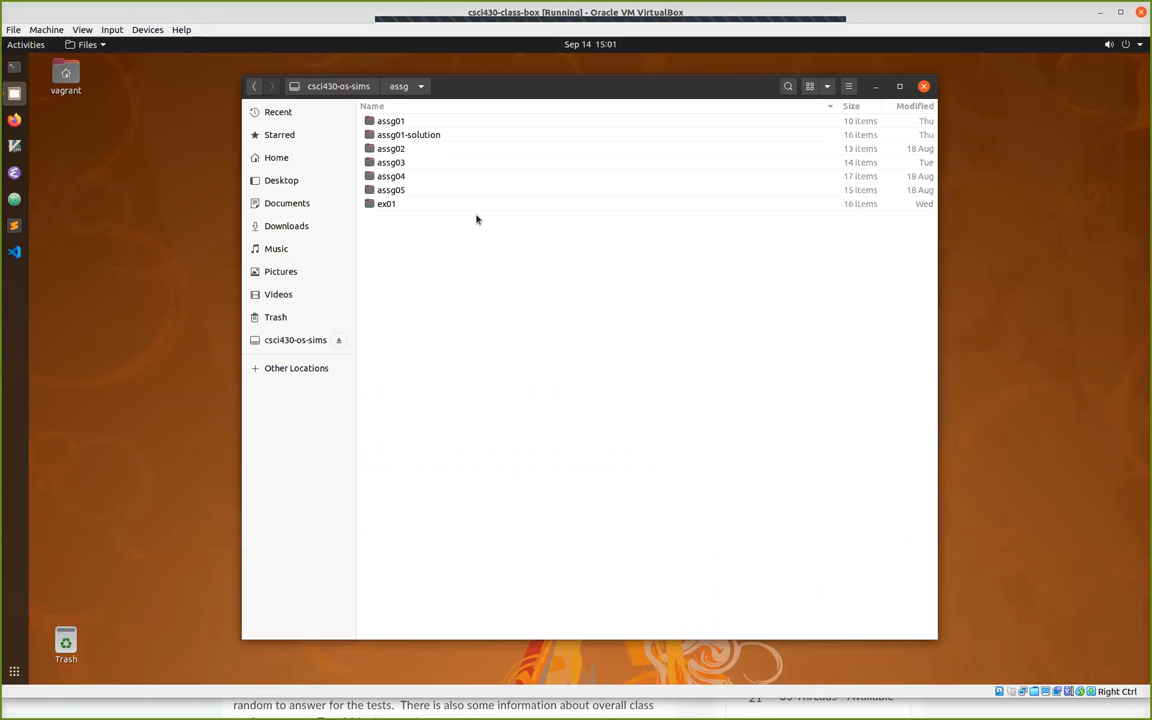 csci430-class-box [Running] - Oracle VM VirtualBox
File Machine View Input Devices Help
Activities Files Sep 14 15:01
vagrant
csci430-os-sims assg
Name Size Modified
Recent
Starred
Home
Desktop
Documents
Downloads
Music
Pictures
Videos
Trash
csci430-os-sims
Other Locations
assg01 10 items Thu
assg01-solution 16 items Thu
assg02 13 items 18 Aug
assg03 14 items Tue
assg04 17 items 18 Aug
assg05 15 items 18 Aug
ex01 16 items Wed
Trash
Right Ctrl
random to answer for the tests. There is also some information about overall class
21 OS Threads - Available